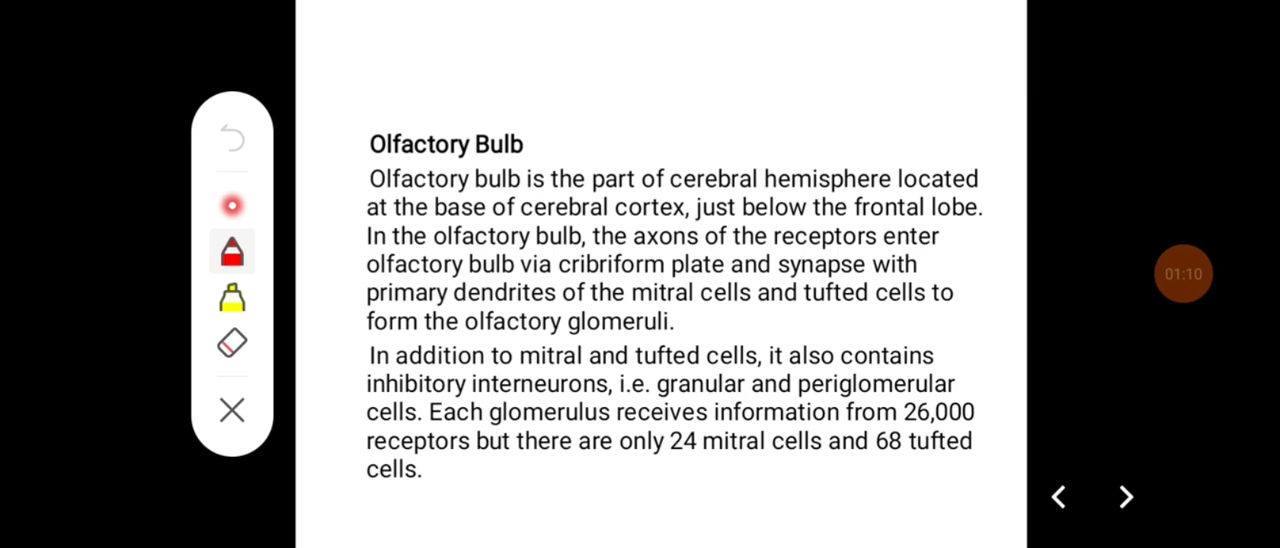 Olfactory Bulb
Olfactory bulb is the part of cerebral hemisphere located
at the base of cerebral cortex, just below the frontal lobe.
In the olfactory bulb, the axons of the receptors enter
olfactory bulb via cribriform plate and synapse with
primary dendrites of the mitral cells and tufted cells to
form the olfactory glomeruli.
In addition to mitral and tufted cells, it also contains
inhibitory interneurons, i.e. granular and periglomerular
cells. Each glomerulus receives information from 26,000
receptors but there are only 24 mitral cells and 68 tufted
cells.
01:10